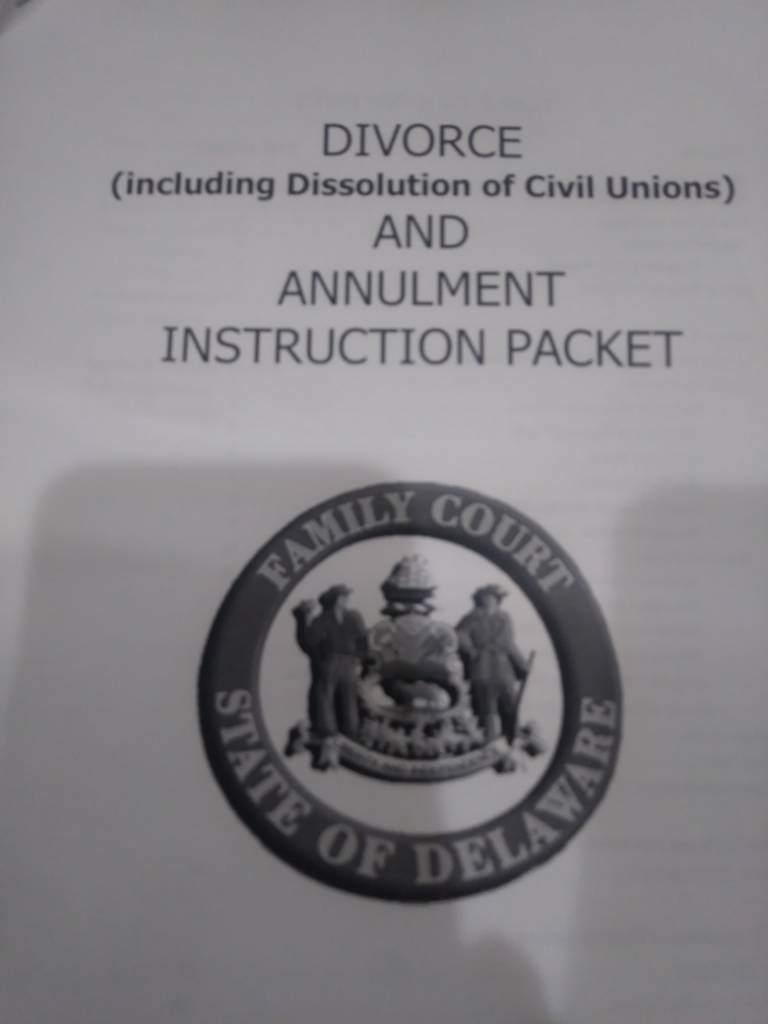 DIVORCE
(including Dissolution of Civil Unions)
AND
ANNULMENT
INSTRUCTION PACKET
FAMILY COURT
STATE OF DELAWARE